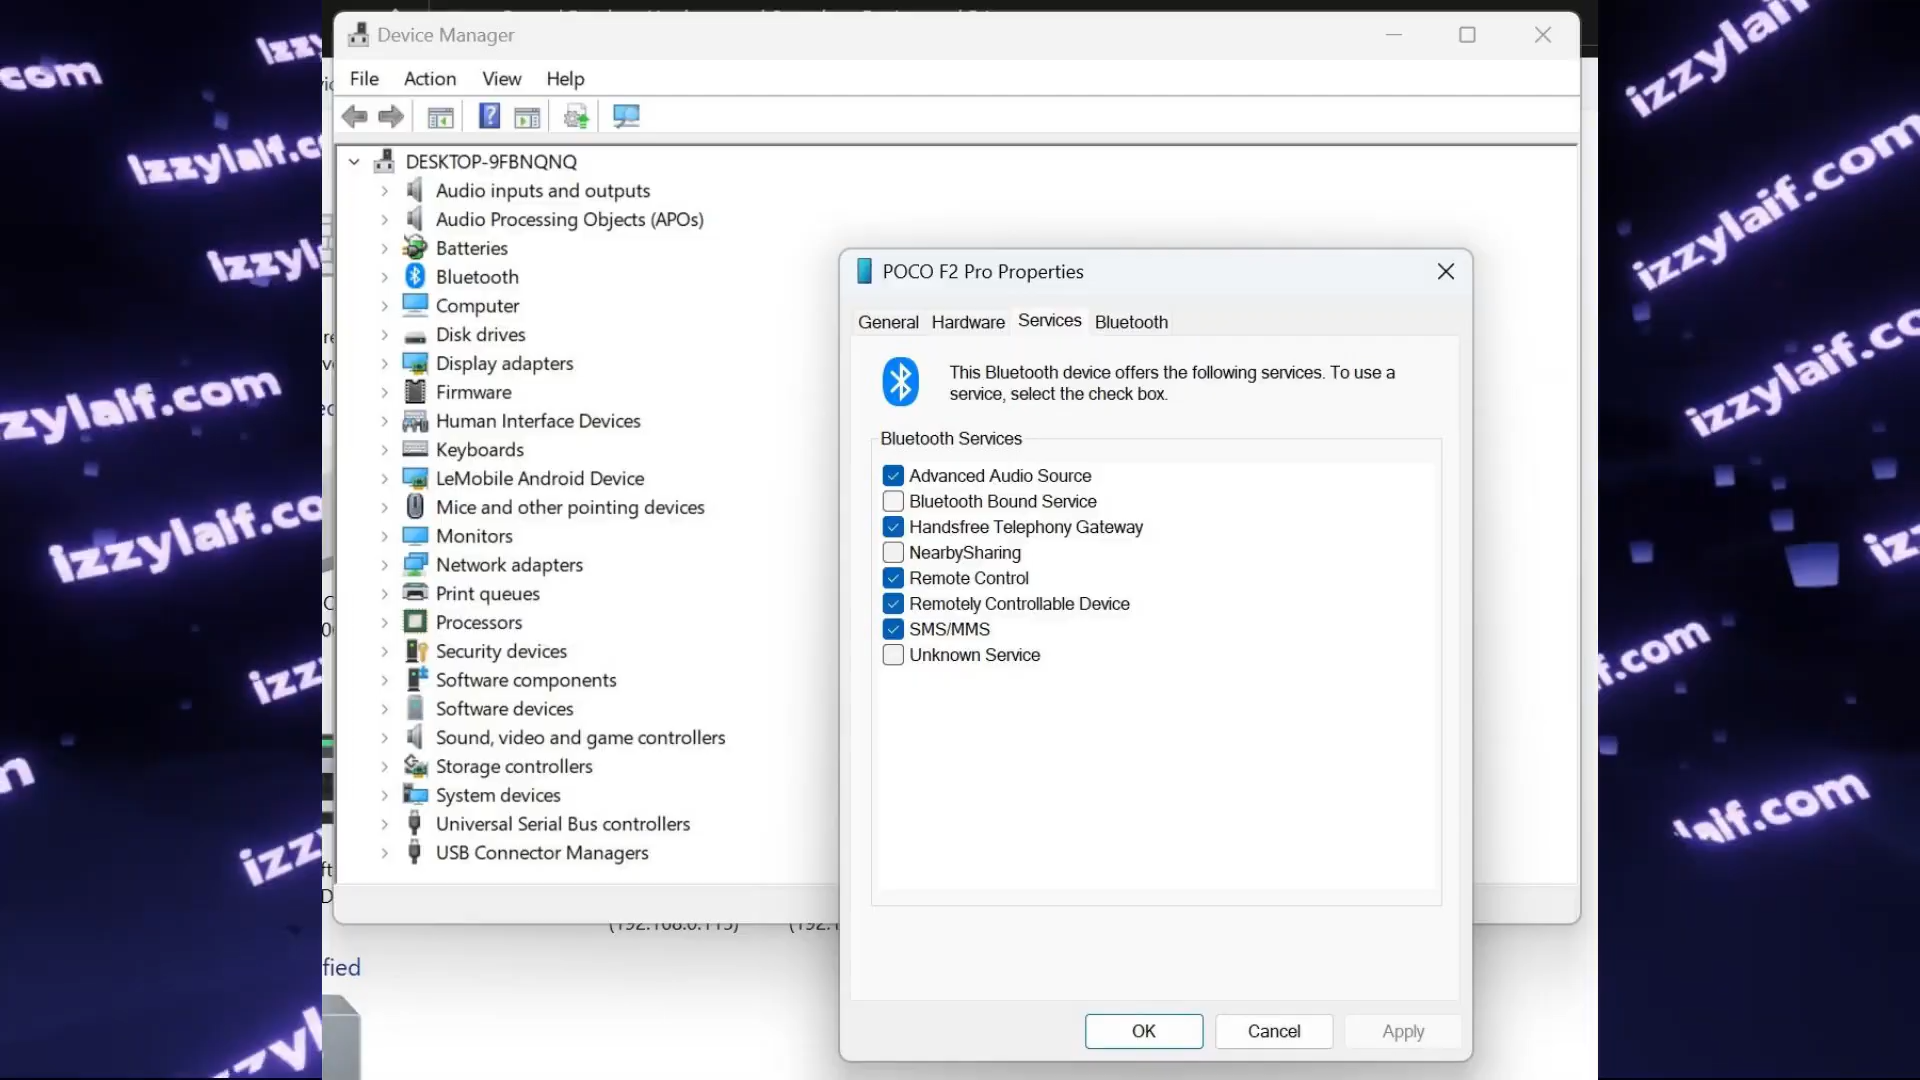 Device Manager
File Action View Help
DESKTOP-9FBNQNQ
Audio inputs and outputs
Audio Processing Objects (APOs)
Batteries
Bluetooth
Computer
Disk drives
Display adapters
Firmware
Human Interface Devices
Keyboards
LeMobile Android Device
Mice and other pointing devices
Monitors
Network adapters
Print queues
Processors
Security devices
Software components
Software devices
Sound, video and game controllers
Storage controllers
System devices
Universal Serial Bus controllers
USB Connector Managers
POCO F2 Pro Properties
General Hardware Services Bluetooth
This Bluetooth device offers the following services. To use a
service, select the check box.
Bluetooth Services
Advanced Audio Source
Bluetooth Bound Service
Handsfree Telephony Gateway
NearbySharing
Remote Control
Remotely Controllable Device
SMS/MMS
Unknown Service
OK Cancel Apply
fied
izzylaif.com
izzylaif.com